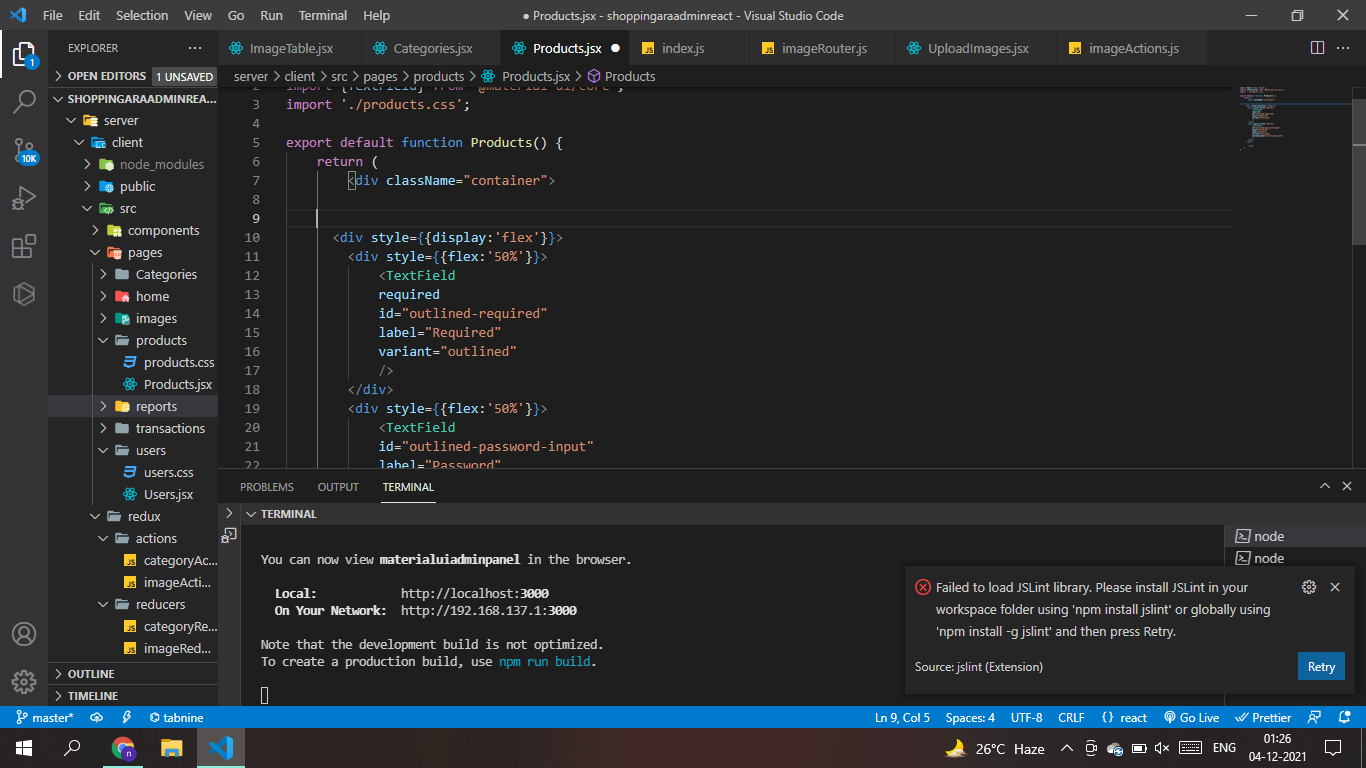 File Edit Selection View Go Run Terminal Help
● Products.jsx - shoppingaraadminreact - Visual Studio Code
EXPLORER ···
ImageTable.jsx Categories.jsx Products.jsx ● JS index.js JS imageRouter.js UploadImages.jsx JS imageActions.js ···
OPEN EDITORS 1 UNSAVED
server > client > src > pages > products > Products.jsx > Products
SHOPPINGARAADMINREA...
server
client
node_modules
public
src
components
pages
Categories
home
images
products
products.css
Products.jsx
reports
transactions
users
users.css
Users.jsx
redux
actions
JS categoryAc...
JS imageActi...
reducers
JS categoryRe...
JS imageRed...
OUTLINE
TIMELINE
1
10K
2 import {TextField} from '@material-ui/core';
3 import './products.css';
4
5 export default function Products() {
6 return (
7 <div className="container">
8
9
10 <div style={{display:'flex'}}>
11 <div style={{flex:'50%'}}>
12 <TextField
13 required
14 id="outlined-required"
15 label="Required"
16 variant="outlined"
17 />
18 </div>
19 <div style={{flex:'50%'}}>
20 <TextField
21 id="outlined-password-input"
22 label="Password"
PROBLEMS OUTPUT TERMINAL
TERMINAL
You can now view materialuiadminpanel in the browser.
Local: http://localhost:3000
On Your Network: http://192.168.137.1:3000
Note that the development build is not optimized.
To create a production build, use npm run build.
node
node
Failed to load JSLint library. Please install JSLint in your
workspace folder using 'npm install jslint' or globally using
'npm install -g jslint' and then press Retry.
Source: jslint (Extension)
Retry
master* tabnine Ln 9, Col 5 Spaces: 4 UTF-8 CRLF {} react Go Live Prettier
n
26°C Haze ENG
01:26
04-12-2021